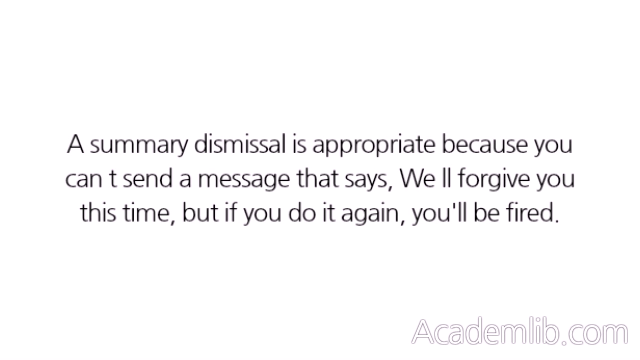 A summary dismissal is appropriate because you
can t send a message that says, We ll forgive you
this time, but if you do it again, you'll be fired.
Academlib.com